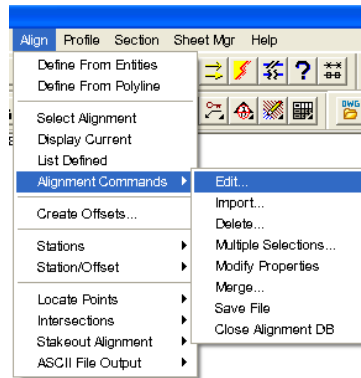 Align Profile Section Sheet Mgr Help
Define From Entities
Define From Polyline
Select Alignment
Display Current
List Defined
Alignment Commands
Edit...
Import...
Delete...
Multiple Selections...
Modify Properties
Merge...
Save File
Close Alignment DB
Create Offsets...
Stations
Station/Offset
Locate Points
Intersections
Stakeout Alignment
ASCII File Output
DWG